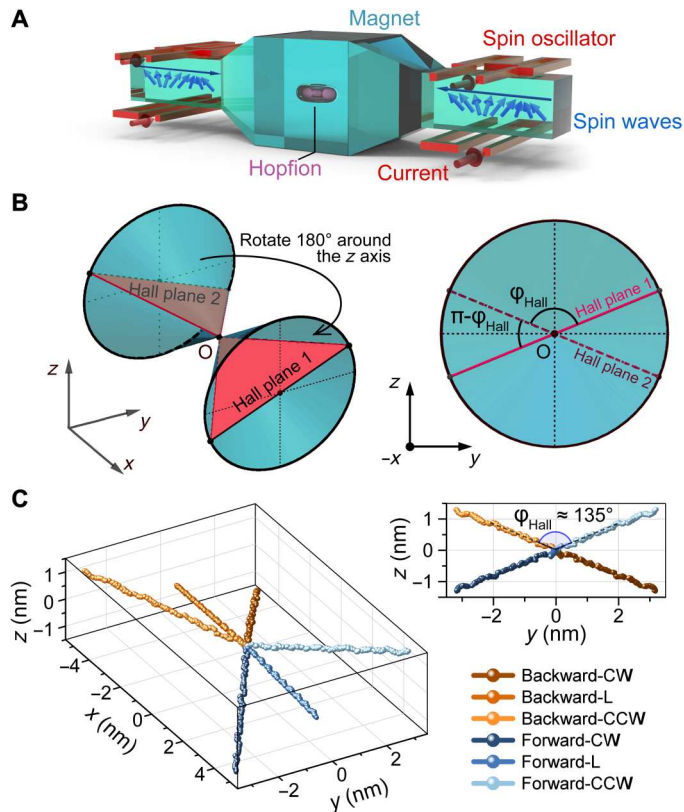 A
Magnet
Spin oscillator
Spin waves
Hopfion
Current
B
Rotate 180° around
the z axis
Hall plane 2
O
Hall plane 1
z
y
x
φHall
π-φHall
Hall plane 1
O
Hall plane 2
z
-x
y
C
z (nm)
1
0
-1
-4
-2
0
2
4
x (nm)
-2
0
2
y (nm)
φHall ≈ 135°
z (nm)
1
0
-1
-2
0
2
y (nm)
Backward-CW
Backward-L
Backward-CCW
Forward-CW
Forward-L
Forward-CCW